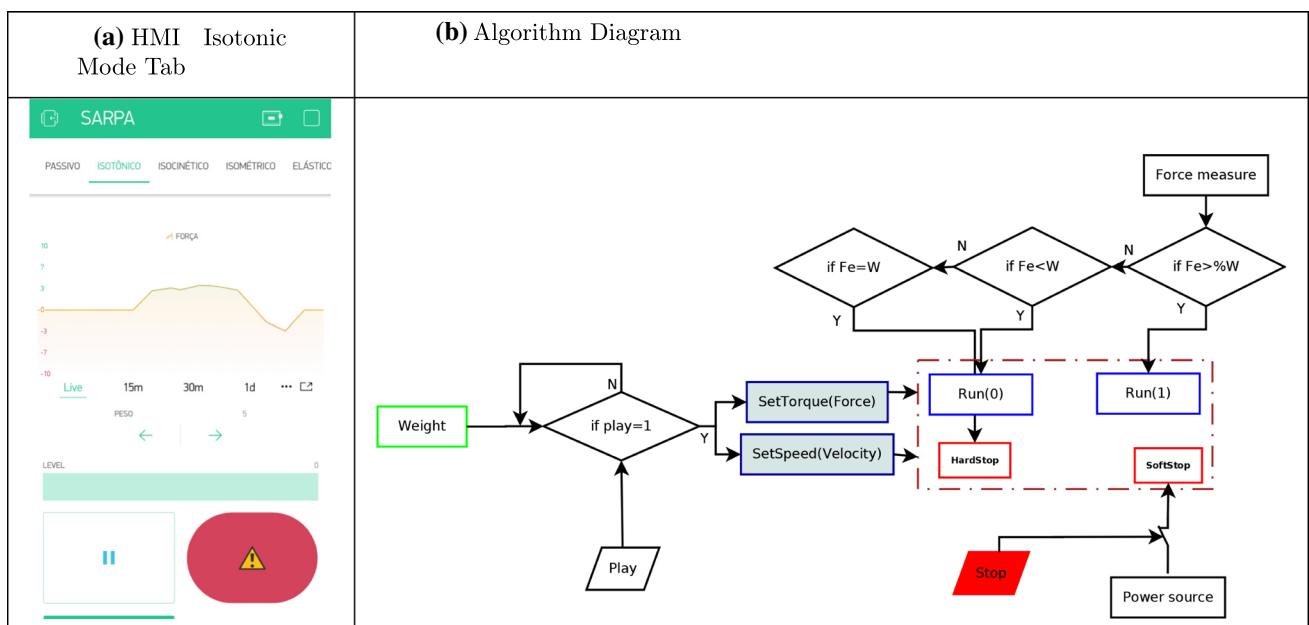 (a) HMI Isotonic
Mode Tab
(b) Algorithm Diagram
SARPA
PASSIVO ISOTÔNICO ISOCINÉTICO ISOMÉTRICO ELÁSTICO
FORÇA
10
7
3
-0
-3
-7
-10
Live 15m 30m 1d ...
PESO 5
LEVEL 0
Force measure
if Fe=W
N
if Fe<W
N
if Fe>%W
Y
Y
Y
Weight
N
if play=1
Y
SetTorque(Force)
SetSpeed(Velocity)
Run(0)
Run(1)
HardStop
SoftStop
Play
Stop
Power source